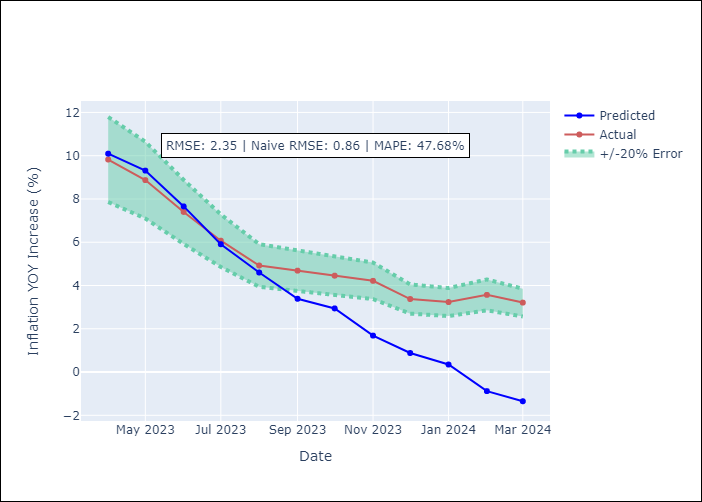 RMSE: 2.35 | Naive RMSE: 0.86 | MAPE: 47.68%
Predicted
Actual
+/-20% Error
Inflation YOY Increase (%)
12
10
8
6
4
2
0
−2
May 2023
Jul 2023
Sep 2023
Nov 2023
Jan 2024
Mar 2024
Date